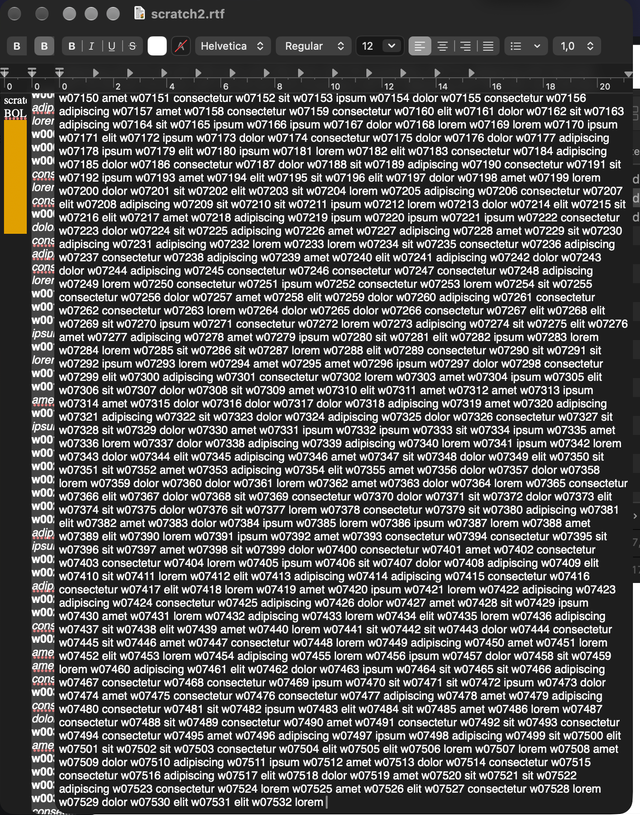 scratch2.rtf
B B B I U S Helvetica Regular 12 1,0
0 0 0 2 4 6 8 10 12 14 16 18 20
w07150 amet w07151 consectetur w07152 sit w07153 ipsum w07154 dolor w07155 consectetur w07156
adipiscing w07157 amet w07158 consectetur w07159 consectetur w07160 elit w07161 dolor w07162 sit w07163
adipiscing w07164 sit w07165 ipsum w07166 ipsum w07167 dolor w07168 lorem w07169 lorem w07170 ipsum
w07171 elit w07172 ipsum w07173 dolor w07174 consectetur w07175 dolor w07176 dolor w07177 adipiscing
w07178 ipsum w07179 elit w07180 ipsum w07181 lorem w07182 elit w07183 consectetur w07184 adipiscing
w07185 dolor w07186 consectetur w07187 dolor w07188 sit w07189 adipiscing w07190 consectetur w07191 sit
w07192 ipsum w07193 amet w07194 elit w07195 sit w07196 elit w07197 dolor w07198 amet w07199 lorem
w07200 dolor w07201 sit w07202 elit w07203 sit w07204 lorem w07205 adipiscing w07206 consectetur w07207
elit w07208 adipiscing w07209 sit w07210 sit w07211 ipsum w07212 lorem w07213 dolor w07214 elit w07215 sit
w07216 elit w07217 amet w07218 dolor w07219 ipsum w07220 ipsum w07221 ipsum w07222 consectetur
w07223 dolor w07224 sit w07225 adipiscing w07226 amet w07227 lorem w07228 amet w07229 sit w07230
adipiscing w07231 adipiscing w07232 lorem w07233 lorem w07234 dolor w07235 consectetur w07236 adipiscing
w07237 consectetur w07238 adipiscing w07239 amet w07240 elit w07241 adipiscing w07242 dolor w07243
dolor w07244 adipiscing w07245 consectetur w07246 consectetur w07247 consectetur w07248 adipiscing
w07249 lorem w07250 consectetur w07251 ipsum w07252 consectetur w07253 lorem w07254 sit w07255
consectetur w07256 dolor w07257 amet w07258 elit w07259 dolor w07260 adipiscing w07261 consectetur
w07262 consectetur w07263 lorem w07264 dolor w07265 dolor w07266 consectetur w07267 elit w07268 elit
w07269 sit w07270 ipsum w07271 consectetur w07272 lorem w07273 adipiscing w07274 sit w07275 elit w07276
amet w07277 adipiscing w07278 amet w07279 ipsum w07280 sit w07281 elit w07282 ipsum w07283 lorem
w07284 lorem w07285 sit w07286 sit w07287 lorem w07288 elit w07289 consectetur w07290 sit w07291 sit
w07292 ipsum w07293 lorem w07294 amet w07295 amet w07296 ipsum w07297 dolor w07298 consectetur
w07299 elit w07300 adipiscing w07301 consectetur w07302 lorem w07303 amet w07304 ipsum w07305 elit
w07306 sit w07307 dolor w07308 sit w07309 amet w07310 elit w07311 amet w07312 amet w07313 ipsum
w07314 amet w07315 dolor w07316 dolor w07317 dolor w07318 adipiscing w07319 amet w07320 adipiscing
w07321 adipiscing w07322 sit w07323 dolor w07324 adipiscing w07325 dolor w07326 consectetur w07327 sit
w07328 sit w07329 dolor w07330 amet w07331 ipsum w07332 ipsum w07333 sit w07334 ipsum w07335 amet
w07336 lorem w07337 dolor w07338 adipiscing w07339 adipiscing w07340 lorem w07341 ipsum w07342 lorem
w07343 dolor w07344 elit w07345 adipiscing w07346 dolor w07347 amet w07348 dolor w07349 elit w07350 sit
w07351 sit w07352 amet w07353 adipiscing w07354 elit w07355 amet w07356 dolor w07357 dolor w07358
lorem w07359 dolor w07360 dolor w07361 lorem w07362 amet w07363 dolor w07364 lorem w07365 consectetur
w07366 elit w07367 dolor w07368 sit w07369 consectetur w07370 dolor w07371 sit w07372 dolor w07373 elit
w07374 sit w07375 dolor w07376 sit w07377 lorem w07378 consectetur w07379 sit w07380 adipiscing w07381
elit w07382 amet w07383 dolor w07384 ipsum w07385 lorem w07386 ipsum w07387 lorem w07388 amet
w07389 elit w07390 lorem w07391 ipsum w07392 amet w07393 consectetur w07394 consectetur w07395 sit
w07396 sit w07397 amet w07398 sit w07399 dolor w07400 consectetur w07401 amet w07402 consectetur
w07403 consectetur w07404 lorem w07405 ipsum w07406 sit w07407 dolor w07408 adipiscing w07409 elit
w07410 sit w07411 lorem w07412 elit w07413 adipiscing w07414 adipiscing w07415 consectetur w07416
consectetur w07417 elit w07418 lorem w07419 amet w07420 ipsum w07421 lorem w07422 adipiscing w07423
adipiscing w07424 consectetur w07425 adipiscing w07426 dolor w07427 amet w07428 sit w07429 ipsum
w07430 amet w07431 lorem w07432 adipiscing w07433 lorem w07434 elit w07435 lorem w07436 adipiscing
w07437 sit w07438 elit w07439 amet w07440 lorem w07441 sit w07442 sit w07443 dolor w07444 consectetur
w07445 sit w07446 amet w07447 consectetur w07448 lorem w07449 adipiscing w07450 amet w07451 lorem
w07452 elit w07453 lorem w07454 adipiscing w07455 lorem w07456 ipsum w07457 dolor w07458 sit w07459
lorem w07460 adipiscing w07461 elit w07462 dolor w07463 ipsum w07464 sit w07465 sit w07466 adipiscing
w07467 consectetur w07468 consectetur w07469 ipsum w07470 sit w07471 sit w07472 ipsum w07473 dolor
w07474 amet w07475 consectetur w07476 consectetur w07477 adipiscing w07478 amet w07479 adipiscing
w07480 consectetur w07481 sit w07482 ipsum w07483 elit w07484 sit w07485 amet w07486 lorem w07487
consectetur w07488 sit w07489 consectetur w07490 amet w07491 consectetur w07492 sit w07493 consectetur
w07494 consectetur w07495 amet w07496 adipiscing w07497 ipsum w07498 adipiscing w07499 sit w07500 elit
w07501 sit w07502 sit w07503 consectetur w07504 elit w07505 elit w07506 lorem w07507 lorem w07508 amet
w07509 dolor w07510 adipiscing w07511 ipsum w07512 amet w07513 dolor w07514 consectetur w07515
consectetur w07516 adipiscing w07517 elit w07518 dolor w07519 amet w07520 sit w07521 sit w07522
adipiscing w07523 consectetur w07524 lorem w07525 amet w07526 elit w07527 consectetur w07528 lorem
w07529 dolor w07530 elit w07531 elit w07532 lorem